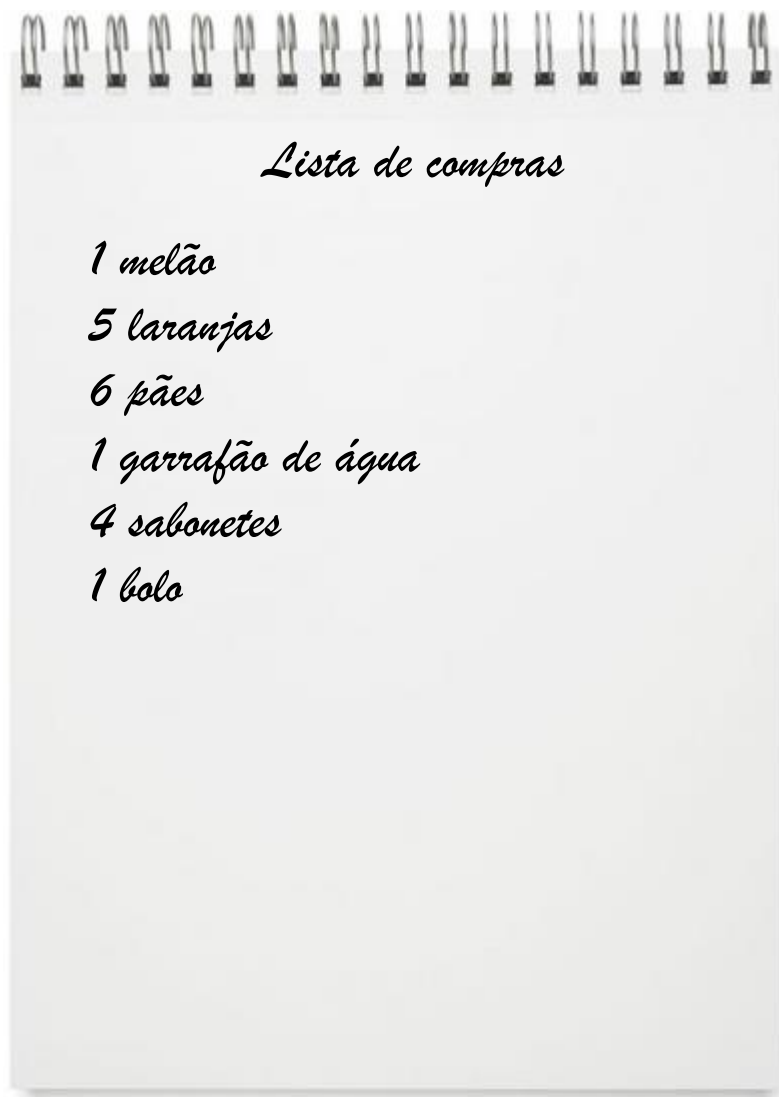 Lista de compras
1 melão
5 laranjas
6 pães
1 garrafão de água
4 sabonetes
1 bolo